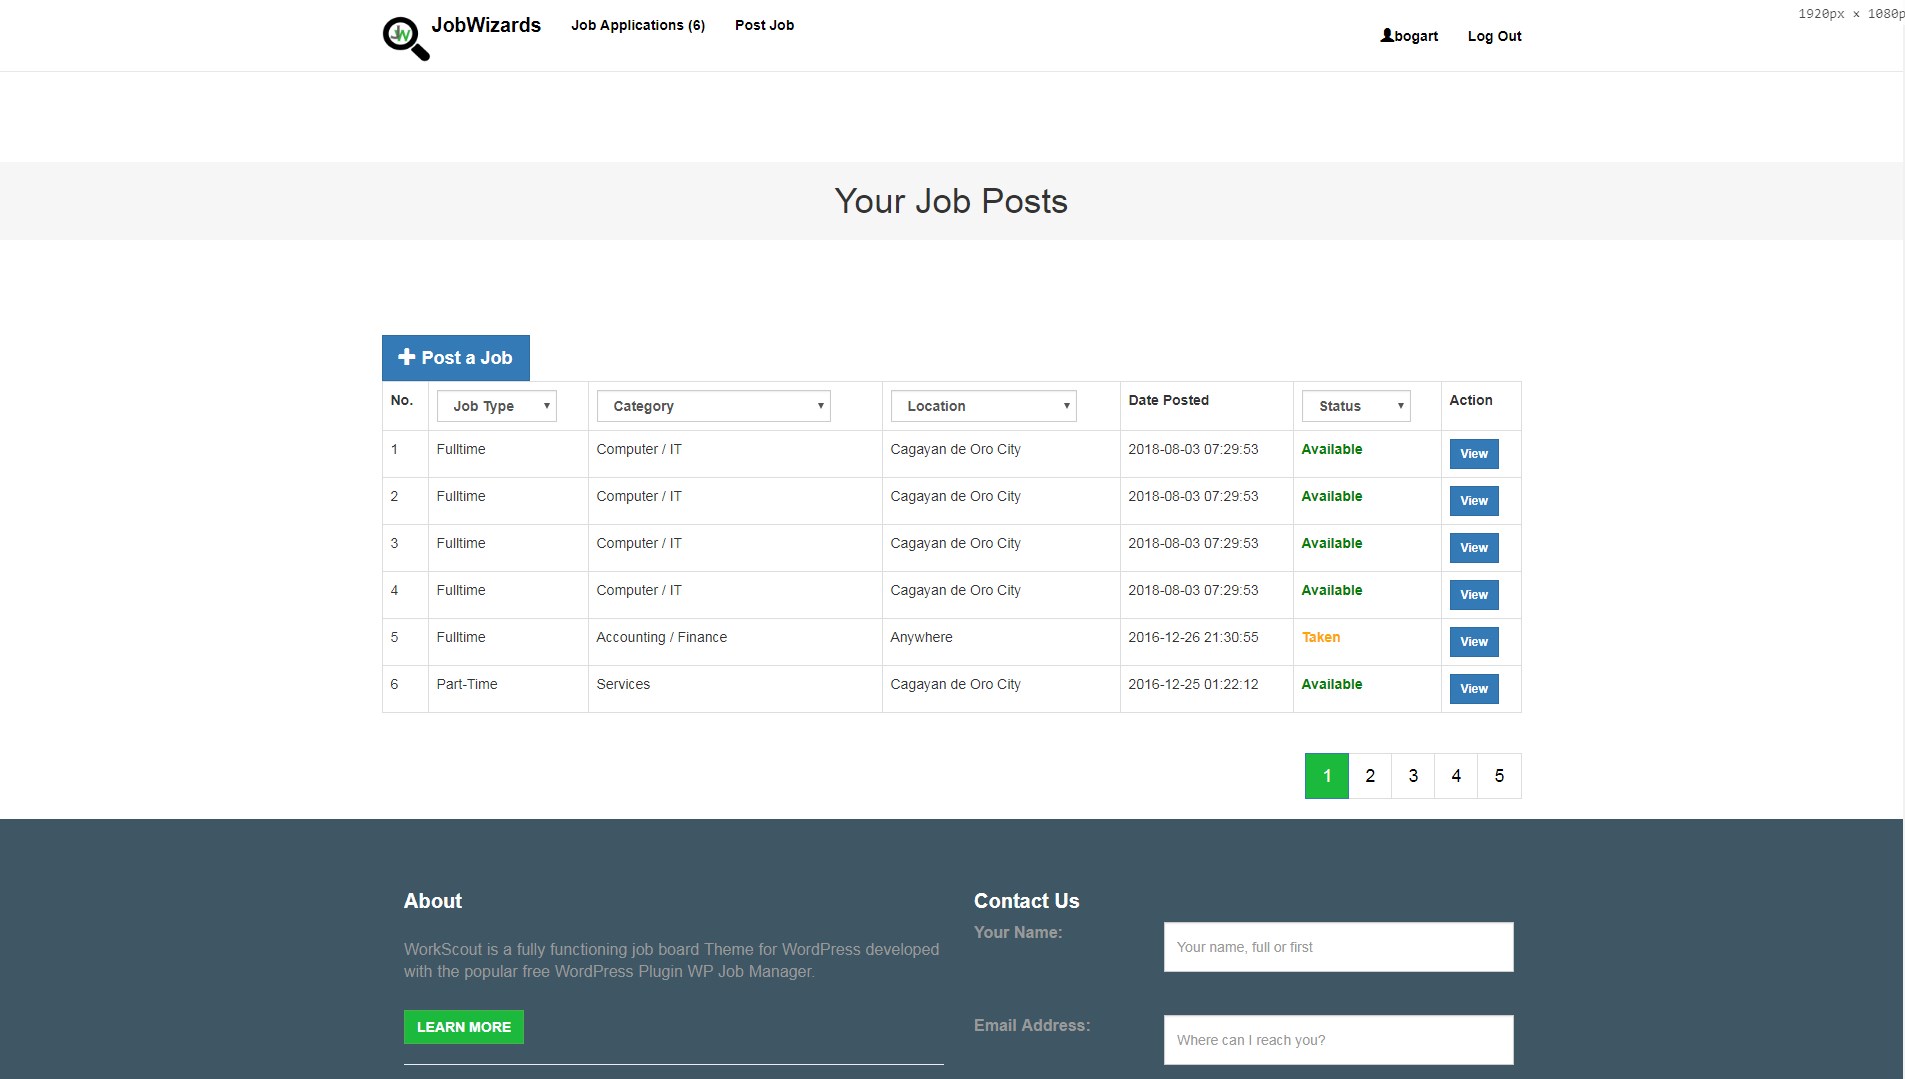 JW JobWizards Job Applications (6) Post Job bogart Log Out 1920px × 1080p
Your Job Posts
Post a Job
No. Job Type Category Location Date Posted Status Action
1 Fulltime Computer / IT Cagayan de Oro City 2018-08-03 07:29:53 Available View
2 Fulltime Computer / IT Cagayan de Oro City 2018-08-03 07:29:53 Available View
3 Fulltime Computer / IT Cagayan de Oro City 2018-08-03 07:29:53 Available View
4 Fulltime Computer / IT Cagayan de Oro City 2018-08-03 07:29:53 Available View
5 Fulltime Accounting / Finance Anywhere 2016-12-26 21:30:55 Taken View
6 Part-Time Services Cagayan de Oro City 2016-12-25 01:22:12 Available View
1 2 3 4 5
About
WorkScout is a fully functioning job board Theme for WordPress developed
with the popular free WordPress Plugin WP Job Manager.
LEARN MORE
Contact Us
Your Name: Your name, full or first
Email Address: Where can I reach you?